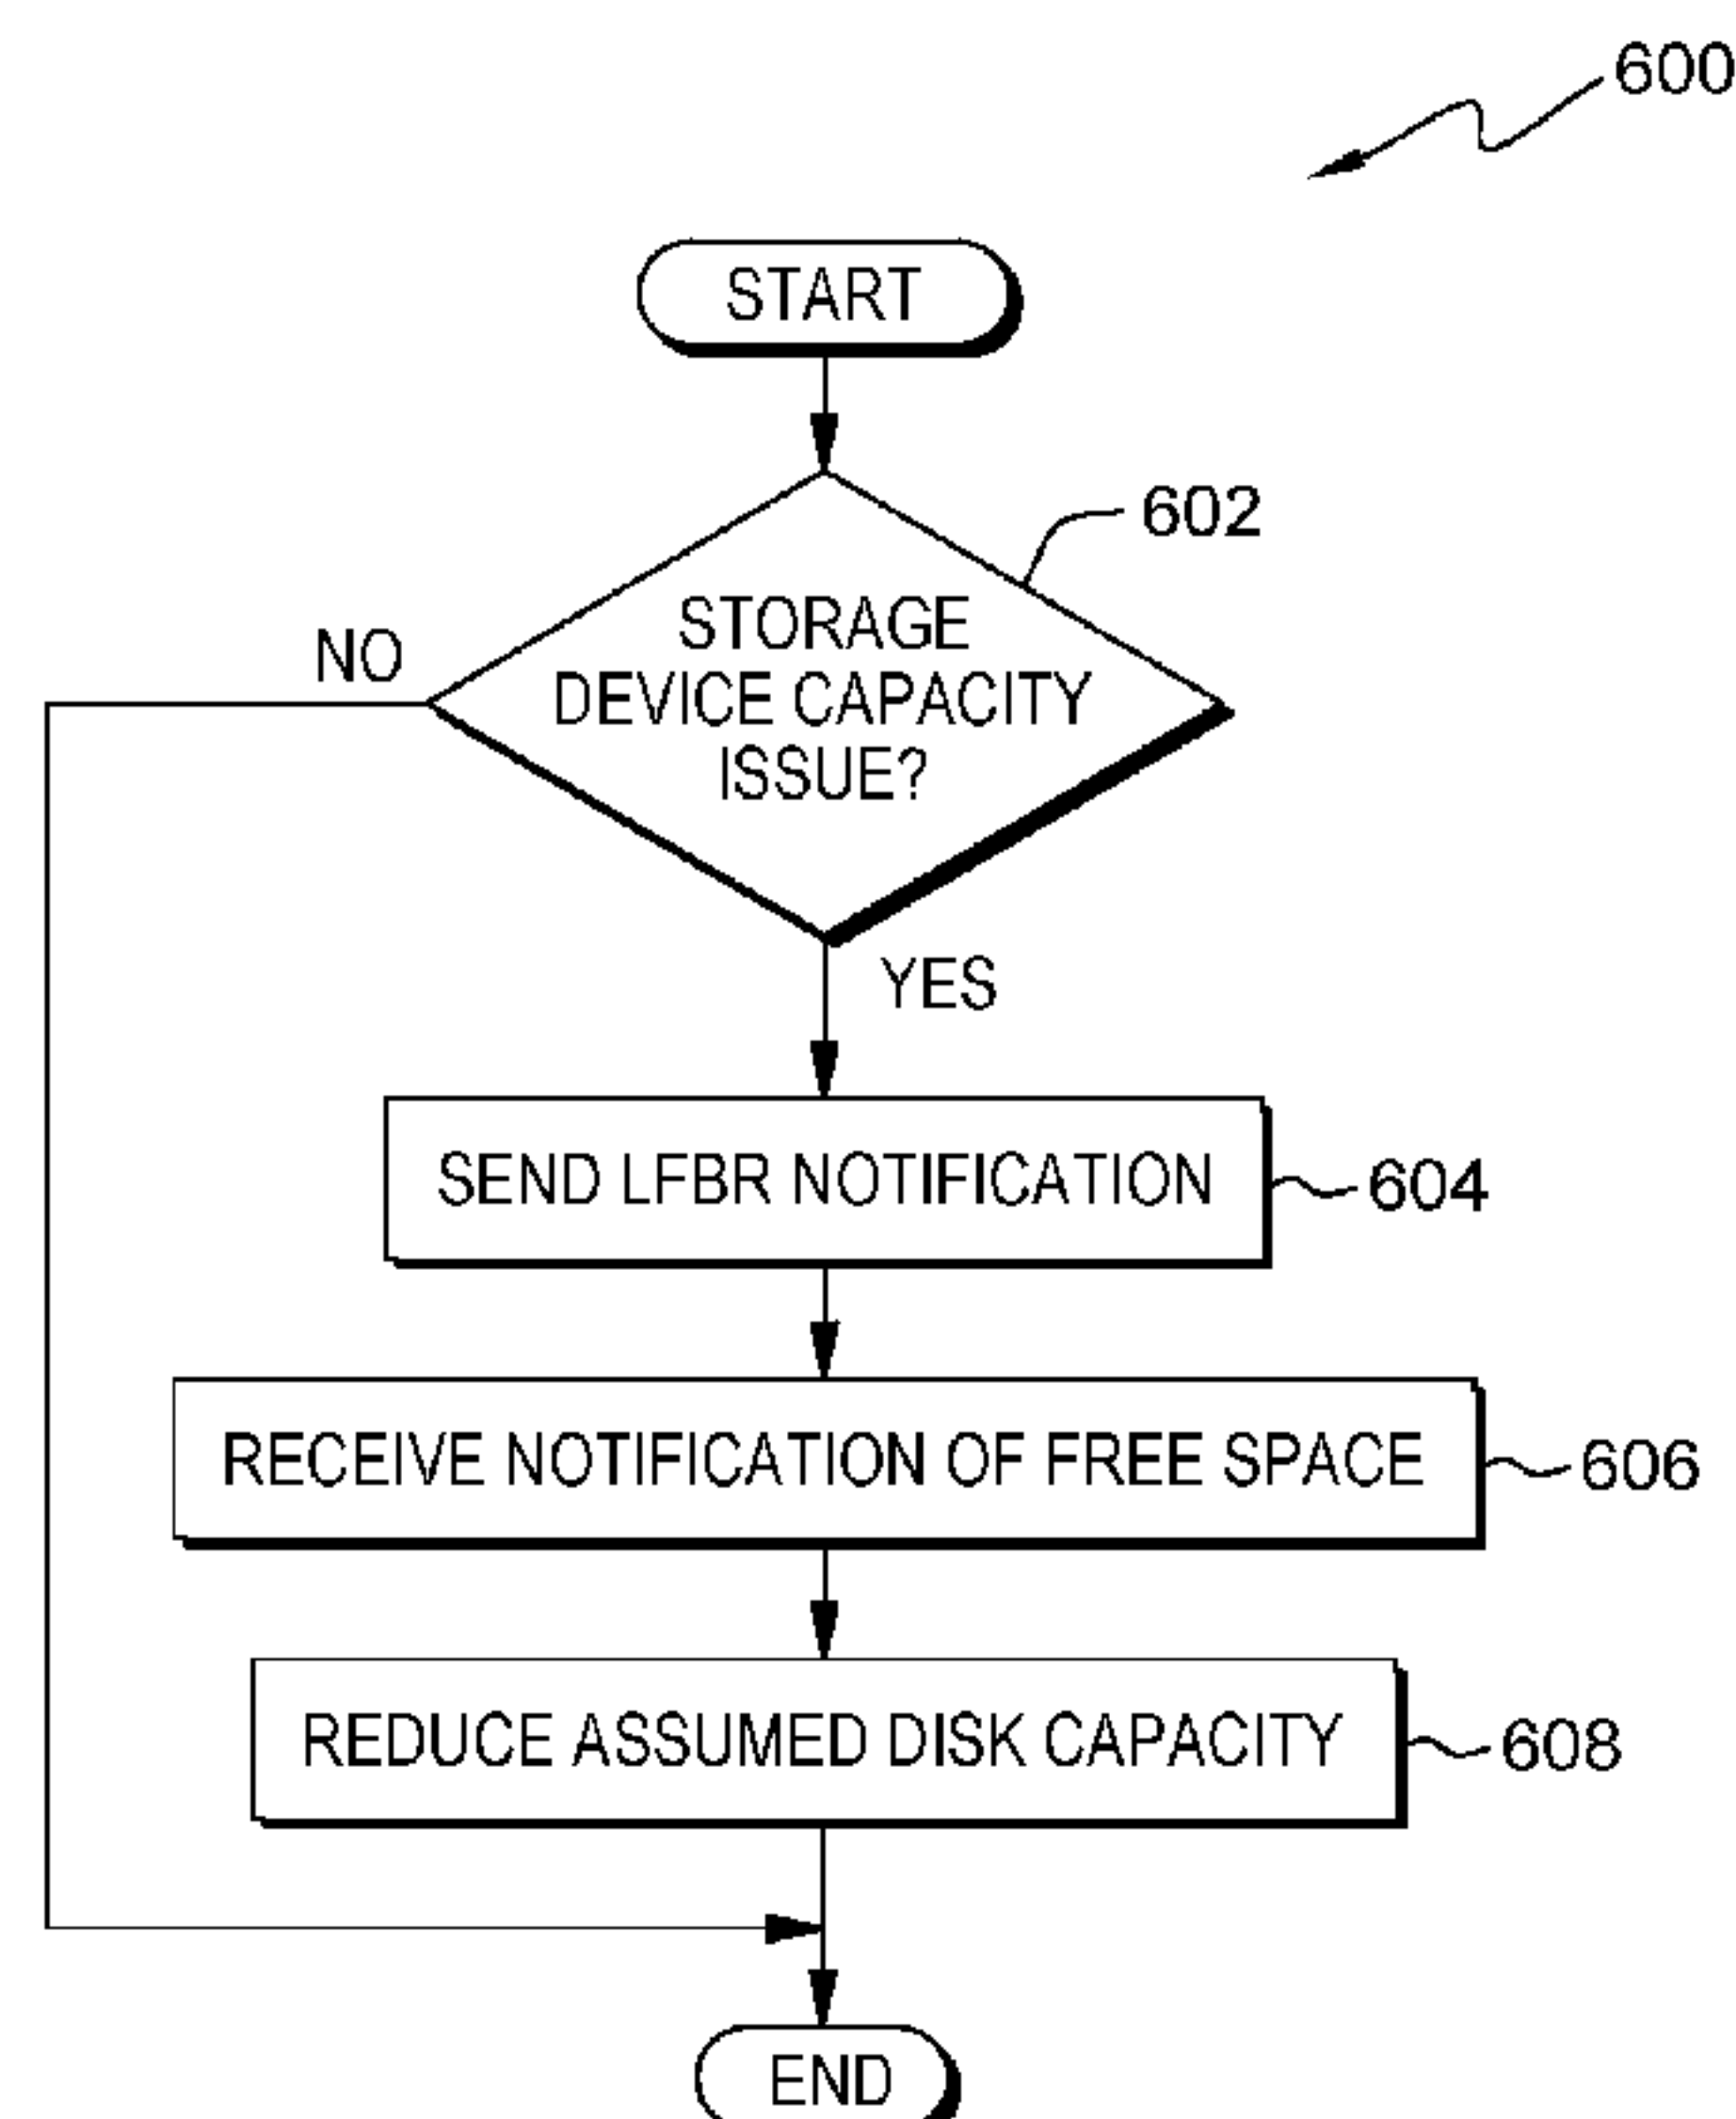 600
START
602
STORAGE
DEVICE CAPACITY
ISSUE?
NO
YES
SEND LFBR NOTIFICATION
604
RECEIVE NOTIFICATION OF FREE SPACE
606
REDUCE ASSUMED DISK CAPACITY
608
END